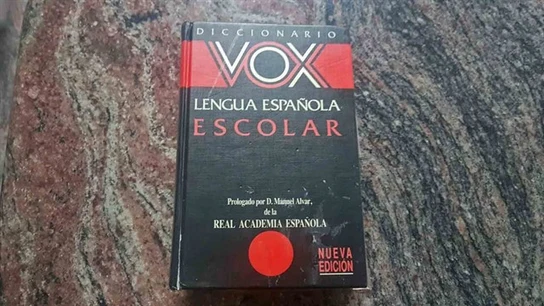 DICCIONARIO
VOX
LENGUA ESPAÑOLA
ESCOLAR
Prologado por D. Manuel Alvar,
de la
REAL ACADEMIA ESPAÑOLA
NUEVA
EDICIÓN